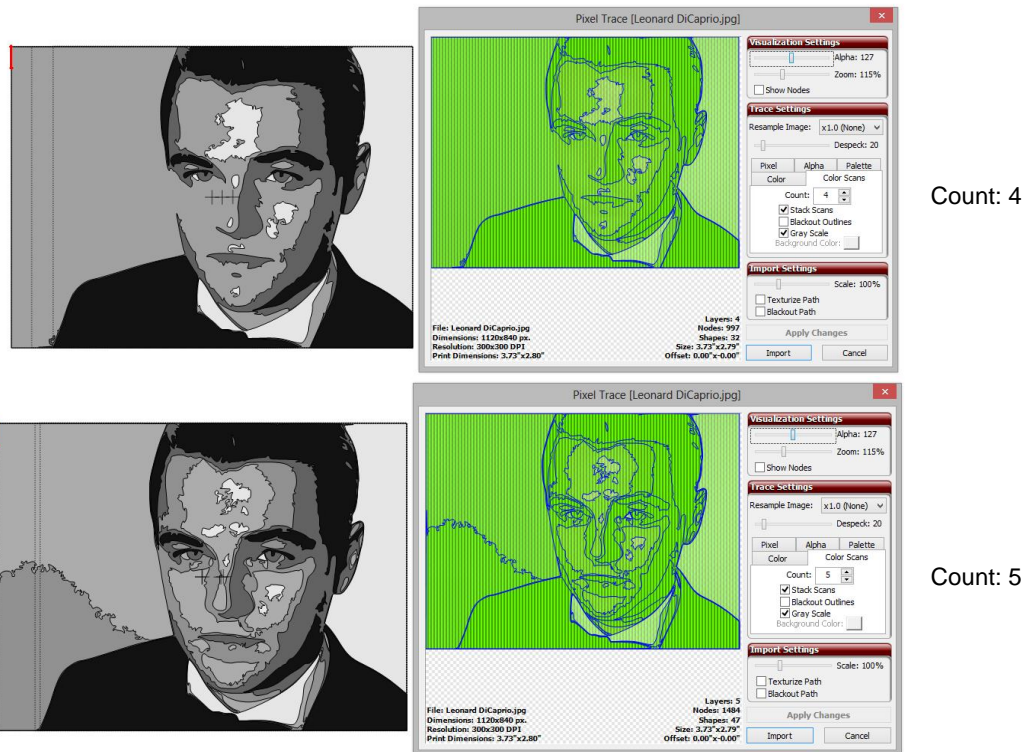 Pixel Trace [Leonard DiCaprio.jpg]
Visualization Settings
Alpha: 127
Zoom: 115%
Show Nodes
Trace Settings
Resample Image: x1.0 (None)
Despeck: 20
Pixel Alpha Palette
Color Color Scans
Count: 4
Stack Scans
Blackout Outlines
Gray Scale
Background Color:
Import Settings
Scale: 100%
Texturize Path
Blackout Path
Apply Changes
Import Cancel
File: Leonard DiCaprio.jpg
Dimensions: 1120x840 px.
Resolution: 300x300 DPI
Print Dimensions: 3.73"x2.80"
Layers: 4
Nodes: 997
Shapes: 32
Size: 3.73"x2.79"
Offset: 0.00"x-0.00"
Count: 4
Pixel Trace [Leonard DiCaprio.jpg]
Visualization Settings
Alpha: 127
Zoom: 115%
Show Nodes
Trace Settings
Resample Image: x1.0 (None)
Despeck: 20
Pixel Alpha Palette
Color Color Scans
Count: 5
Stack Scans
Blackout Outlines
Gray Scale
Background Color:
Import Settings
Scale: 100%
Texturize Path
Blackout Path
Apply Changes
Import Cancel
File: Leonard DiCaprio.jpg
Dimensions: 1120x840 px.
Resolution: 300x300 DPI
Print Dimensions: 3.73"x2.80"
Layers: 5
Nodes: 1484
Shapes: 47
Size: 3.73"x2.79"
Offset: 0.00"x-0.00"
Count: 5